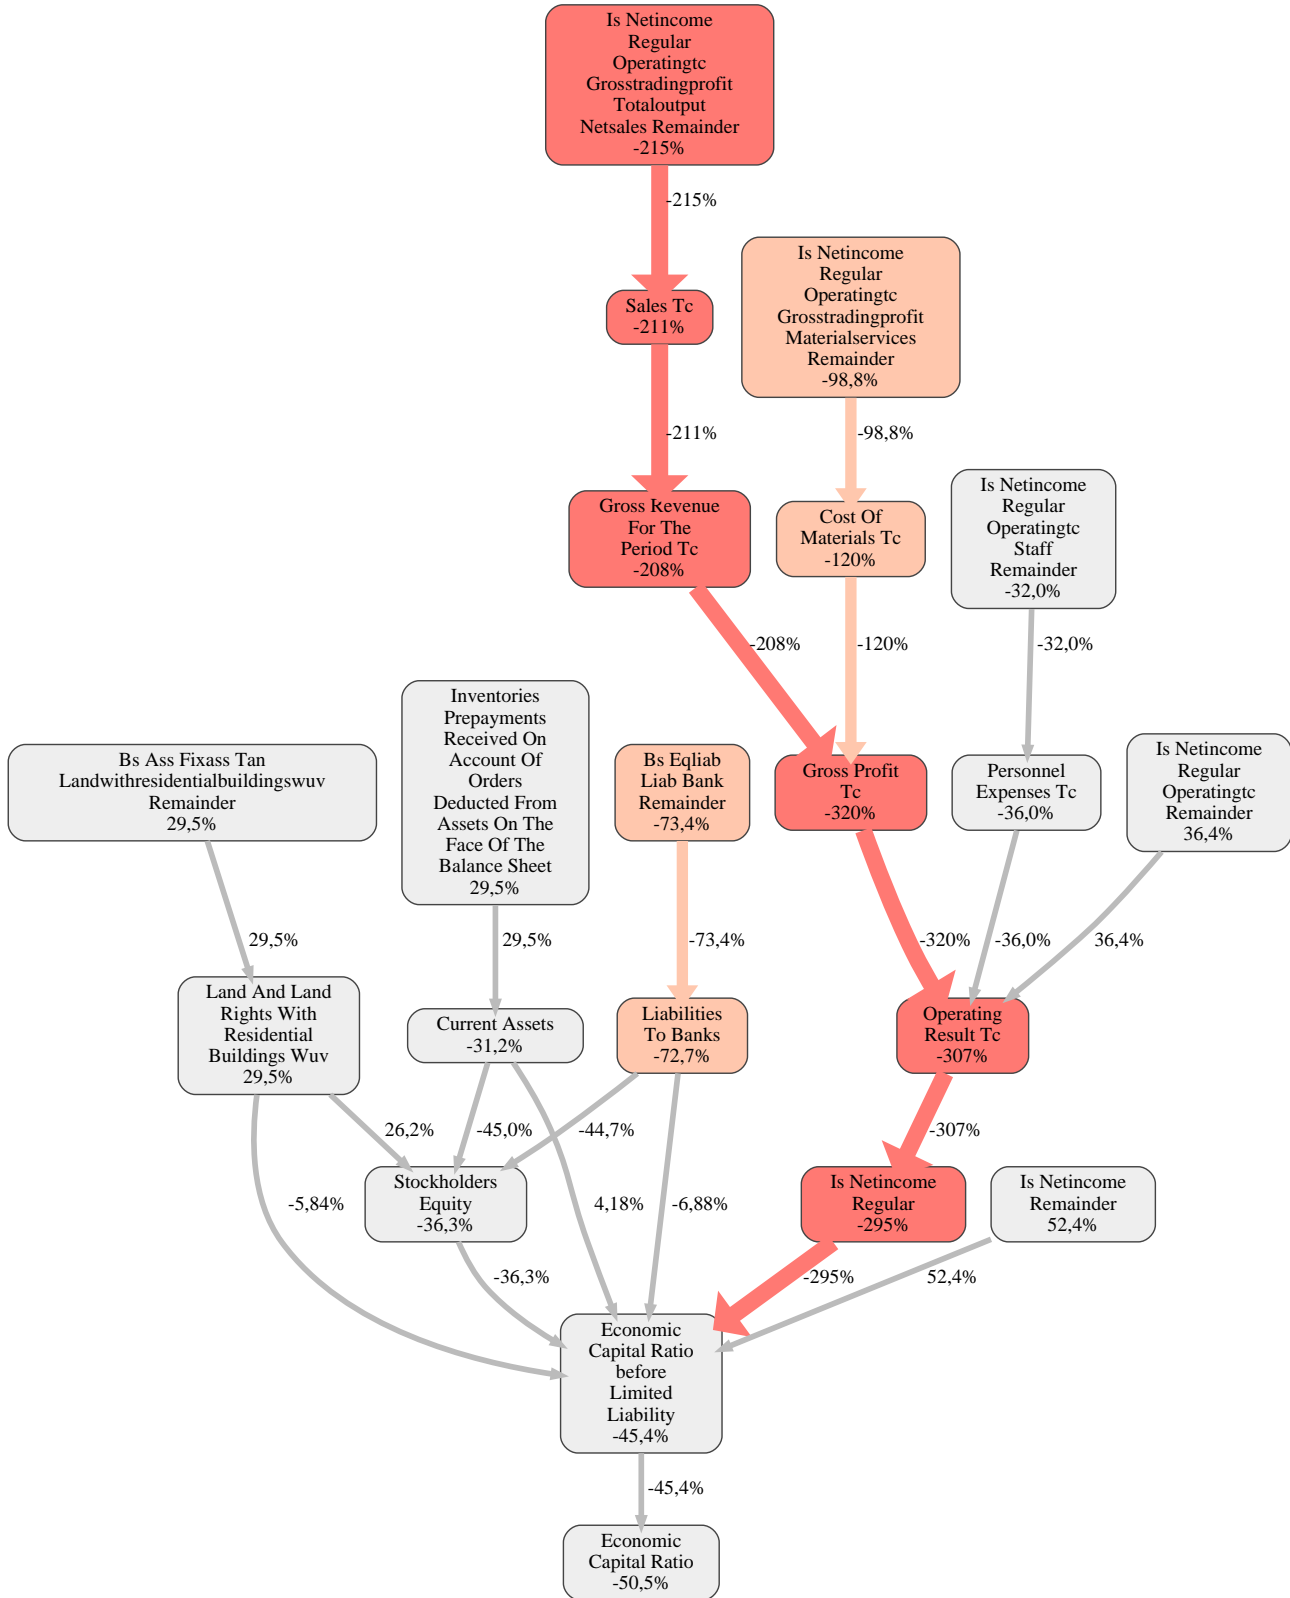 Is Netincome
Regular
Operatingtc
Grosstradingprofit
Totaloutput
Netsales Remainder
-215%
-215%
Is Netincome
Regular
Operatingtc
Grosstradingprofit
Materialservices
Remainder
-98,8%
Sales Tc
-211%
-211%
-98,8%
Is Netincome
Regular
Operatingtc
Staff
Remainder
-32,0%
Gross Revenue
For The
Period Tc
-208%
Cost Of
Materials Tc
-120%
-208%
-120%
-32,0%
Inventories
Prepayments
Received On
Account Of
Orders
Deducted From
Assets On The
Face Of The
Balance Sheet
29,5%
Bs Ass Fixass Tan
Landwithresidentialbuildingswuv
Remainder
29,5%
Bs Eqliab
Liab Bank
Remainder
-73,4%
Gross Profit
Tc
-320%
Personnel
Expenses Tc
-36,0%
Is Netincome
Regular
Operatingtc
Remainder
36,4%
29,5%
29,5%
-73,4%
-320%
-36,0%
36,4%
Land And Land
Rights With
Residential
Buildings Wuv
29,5%
Current Assets
-31,2%
Liabilities
To Banks
-72,7%
Operating
Result Tc
-307%
26,2%
-45,0%
-44,7%
-307%
Stockholders
Equity
-36,3%
-5,84%
4,18%
-6,88%
Is Netincome
Regular
-295%
Is Netincome
Remainder
52,4%
-36,3%
-295%
52,4%
Economic
Capital Ratio
before
Limited
Liability
-45,4%
-45,4%
Economic
Capital Ratio
-50,5%